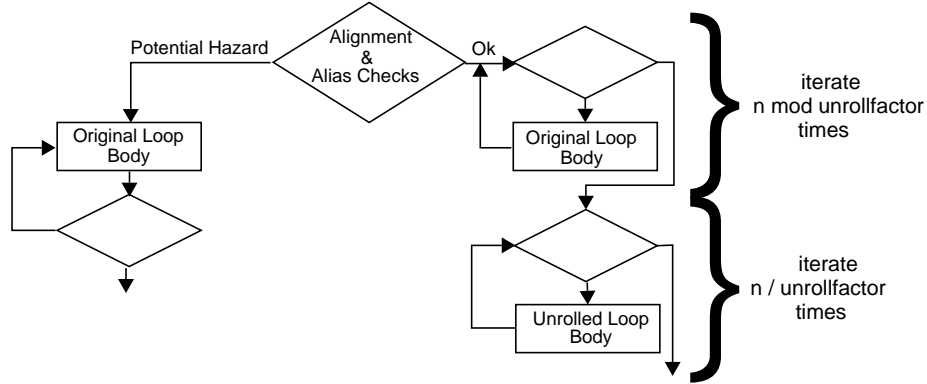 Potential Hazard
Alignment
&
Alias Checks
Ok
Original Loop
Body
Original Loop
Body
iterate
n mod unrollfactor
times
Unrolled Loop
Body
iterate
n / unrollfactor
times